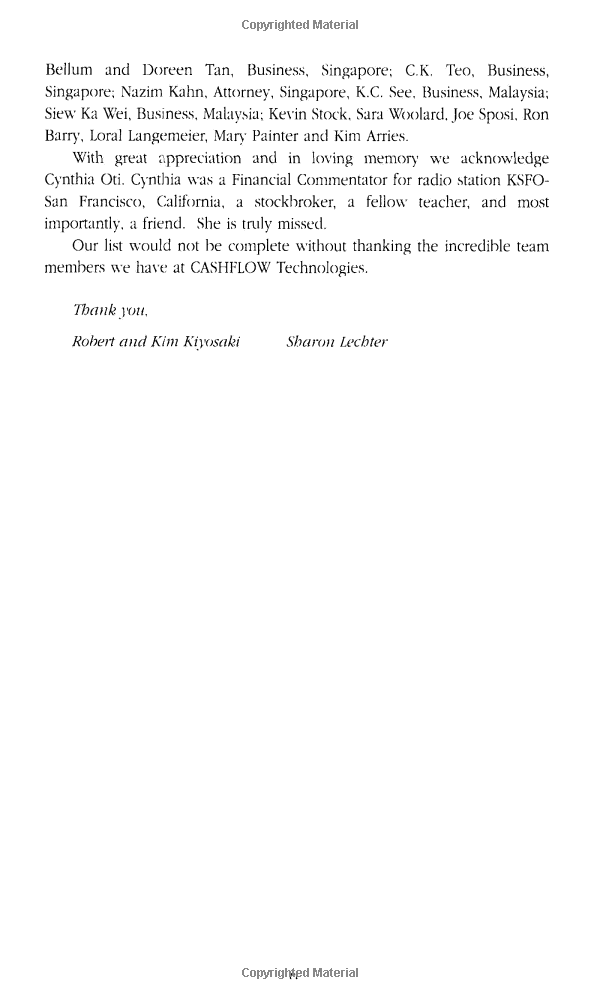 Copyrighted Material
Bellum and Doreen Tan, Business, Singapore; C.K. Teo, Business,
Singapore; Nazim Kahn, Attorney, Singapore, K.C. See, Business, Malaysia;
Siew Ka Wei, Business, Malaysia; Kevin Stock, Sara Woolard, Joe Sposi, Ron
Barry, Loral Langemeier, Mary Painter and Kim Arries.
With great appreciation and in loving memory we acknowledge
Cynthia Oti. Cynthia was a Financial Commentator for radio station KSFO-
San Francisco, California, a stockbroker, a fellow teacher, and most
importantly, a friend. She is truly missed.
Our list would not be complete without thanking the incredible team
members we have at CASHFLOW Technologies.
Thank you,
Robert and Kim Kiyosaki Sharon Lechter
Copyrighted Material